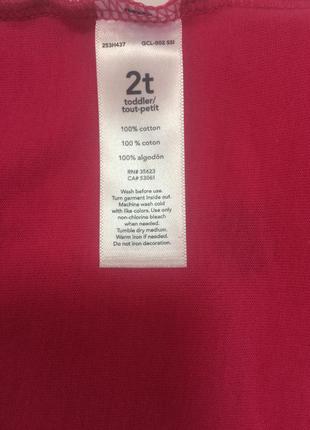 253H437 GCL-902 SSI
2t
toddler/
tout-petit
100% cotton
100 % coton
100% algodón
RN# 35623
CA# 53061
Wash before use.
Turn garment inside out.
Machine wash cold
with like colors. Use only
non-chlorine bleach
when needed.
Tumble dry medium.
Warm iron if needed.
Do not iron decoration.